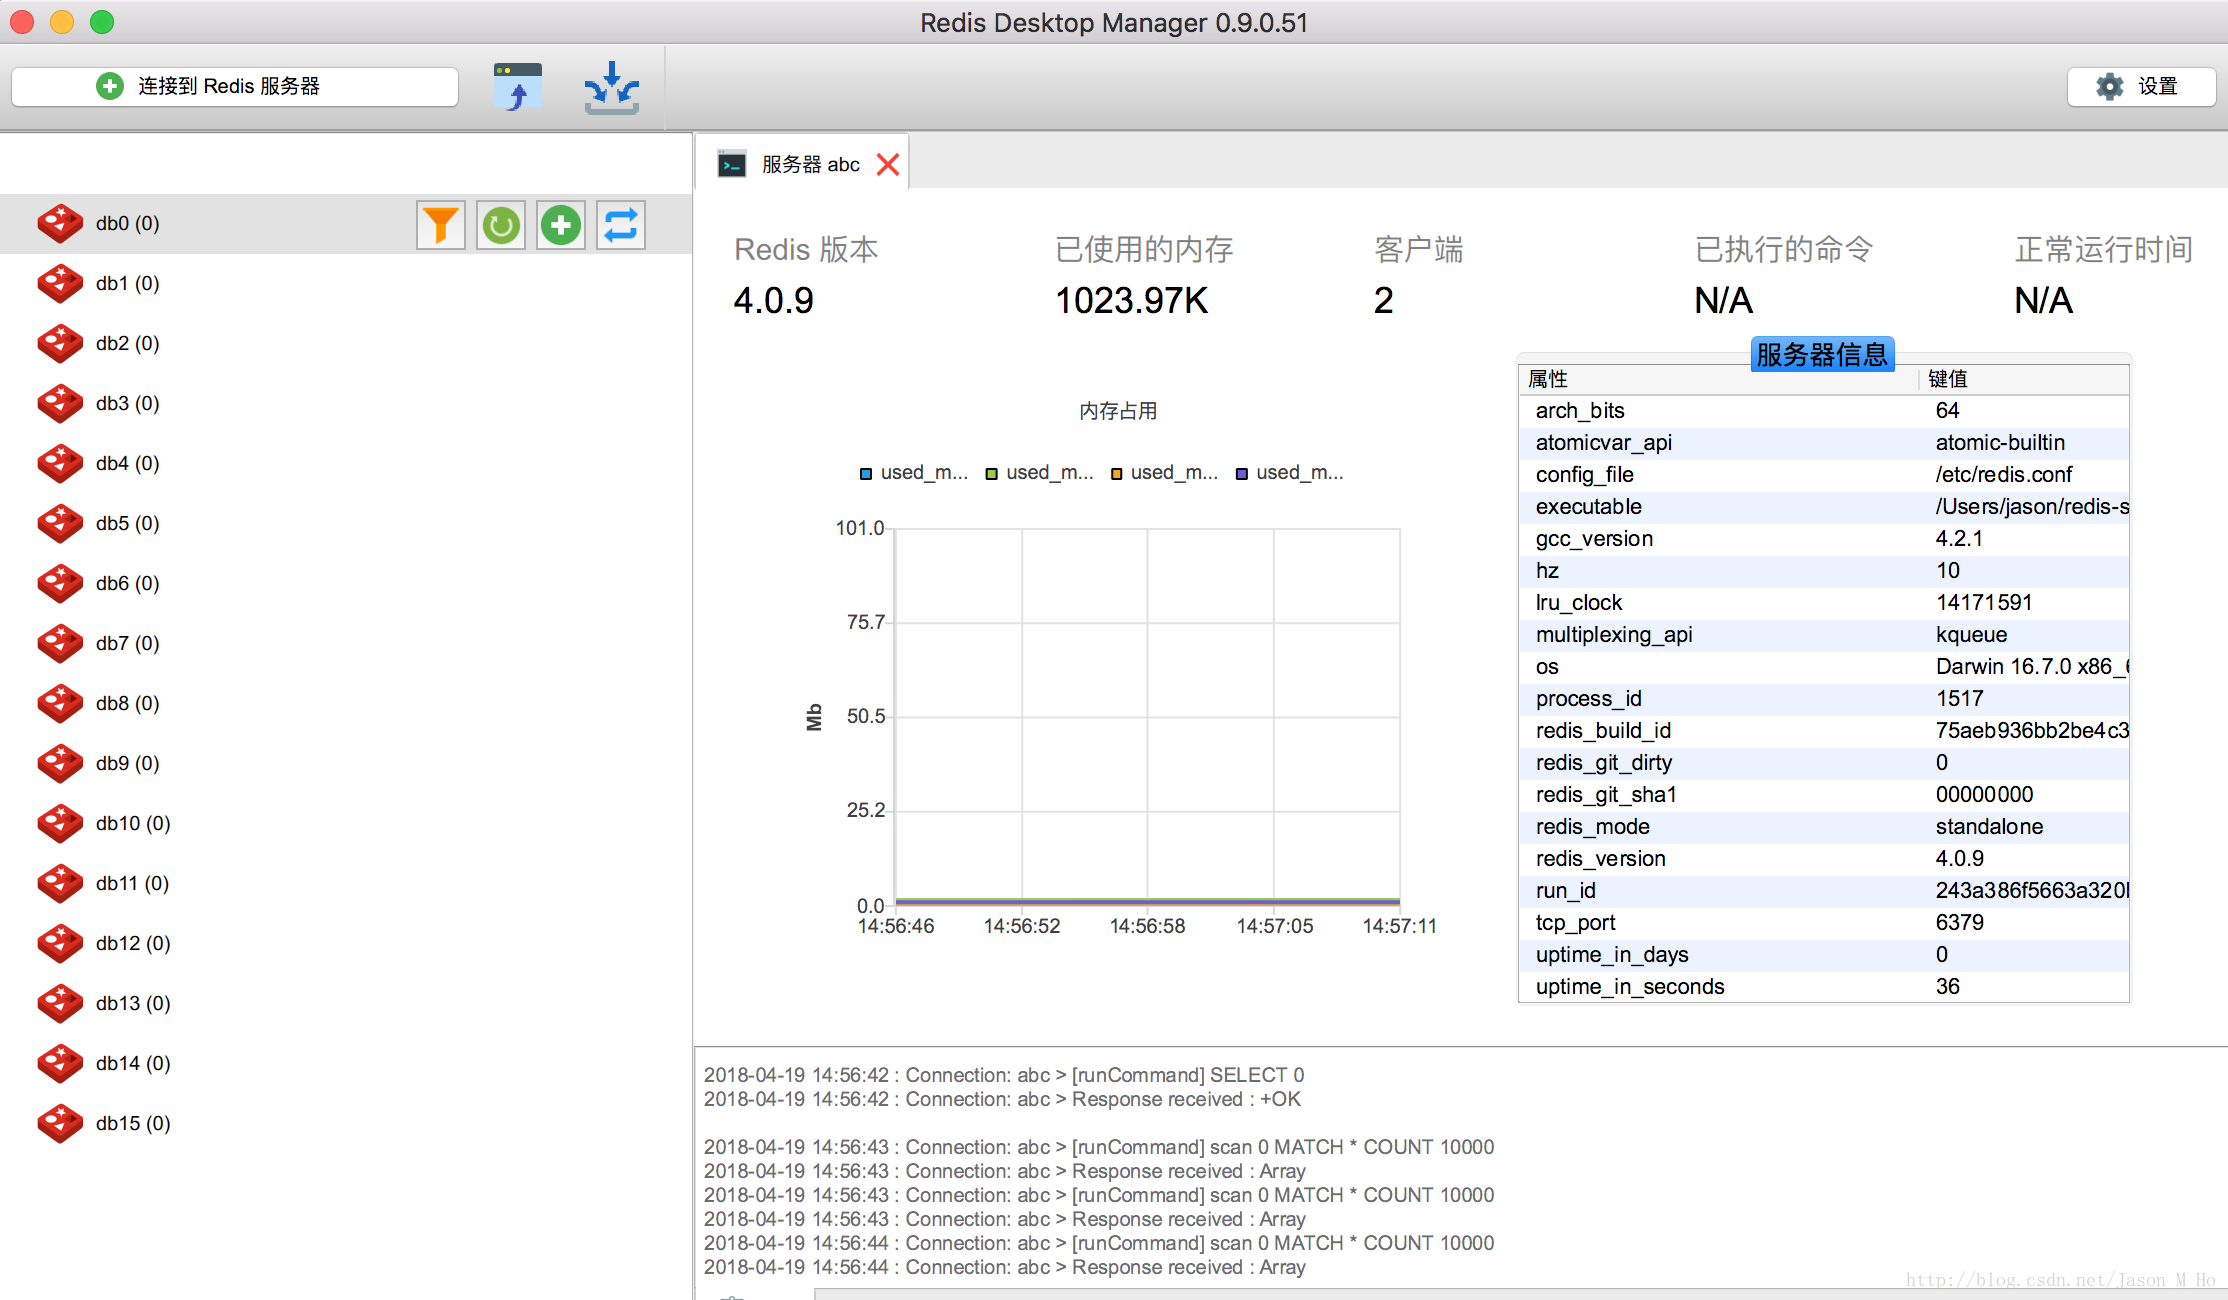 Redis Desktop Manager 0.9.0.51
连接到 Redis 服务器
设置
服务器 abc
db0 (0)
db1 (0)
db2 (0)
db3 (0)
db4 (0)
db5 (0)
db6 (0)
db7 (0)
db8 (0)
db9 (0)
db10 (0)
db11 (0)
db12 (0)
db13 (0)
db14 (0)
db15 (0)
Redis 版本
4.0.9
已使用的内存
1023.97K
客户端
2
已执行的命令
N/A
正常运行时间
N/A
内存占用
used_m... used_m... used_m... used_m...
Mb
101.0
75.7
50.5
25.2
0.0
14:56:46 14:56:52 14:56:58 14:57:05 14:57:11
服务器信息
属性 键值
arch_bits 64
atomicvar_api atomic-builtin
config_file /etc/redis.conf
executable /Users/jason/redis-s
gcc_version 4.2.1
hz 10
lru_clock 14171591
multiplexing_api kqueue
os Darwin 16.7.0 x86_
process_id 1517
redis_build_id 75aeb936bb2be4c3
redis_git_dirty 0
redis_git_sha1 00000000
redis_mode standalone
redis_version 4.0.9
run_id 243a386f5663a320
tcp_port 6379
uptime_in_days 0
uptime_in_seconds 36
2018-04-19 14:56:42 : Connection: abc > [runCommand] SELECT 0
2018-04-19 14:56:42 : Connection: abc > Response received : +OK
2018-04-19 14:56:43 : Connection: abc > [runCommand] scan 0 MATCH * COUNT 10000
2018-04-19 14:56:43 : Connection: abc > Response received : Array
2018-04-19 14:56:43 : Connection: abc > [runCommand] scan 0 MATCH * COUNT 10000
2018-04-19 14:56:43 : Connection: abc > Response received : Array
2018-04-19 14:56:44 : Connection: abc > [runCommand] scan 0 MATCH * COUNT 10000
2018-04-19 14:56:44 : Connection: abc > Response received : Array
http://blog.csdn.net/Jason_M_Ho